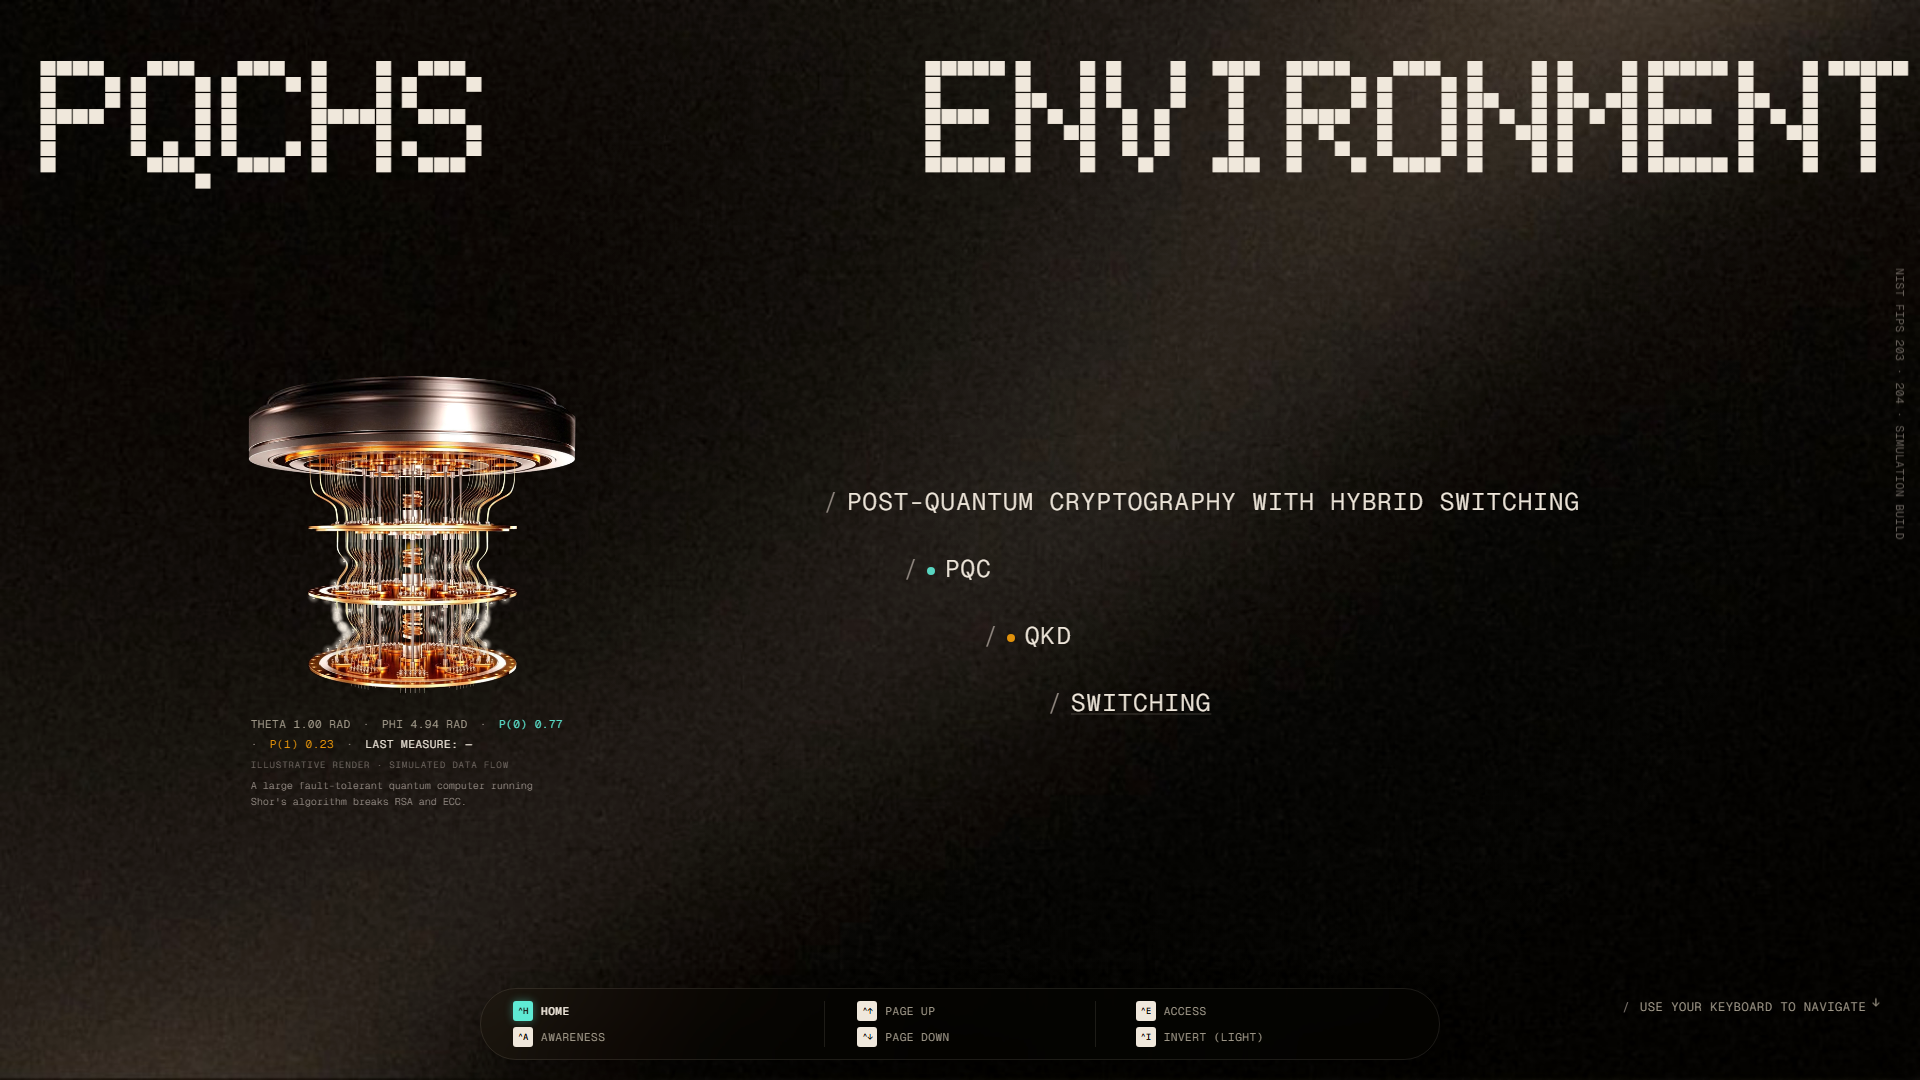 PQCHS
ENVIRONMENT
NIST FIPS 203 · 204 · SIMULATION BUILD
/ POST-QUANTUM CRYPTOGRAPHY WITH HYBRID SWITCHING
/ • PQC
/ • QKD
/ SWITCHING
THETA 1.00 RAD · PHI 4.94 RAD · P(0) 0.77
· P(1) 0.23 · LAST MEASURE: —
ILLUSTRATIVE RENDER · SIMULATED DATA FLOW
A large fault-tolerant quantum computer running
Shor's algorithm breaks RSA and ECC.
^H HOME
^A AWARENESS
^↑ PAGE UP
^↓ PAGE DOWN
^E ACCESS
^I INVERT (LIGHT)
/ USE YOUR KEYBOARD TO NAVIGATE ↓